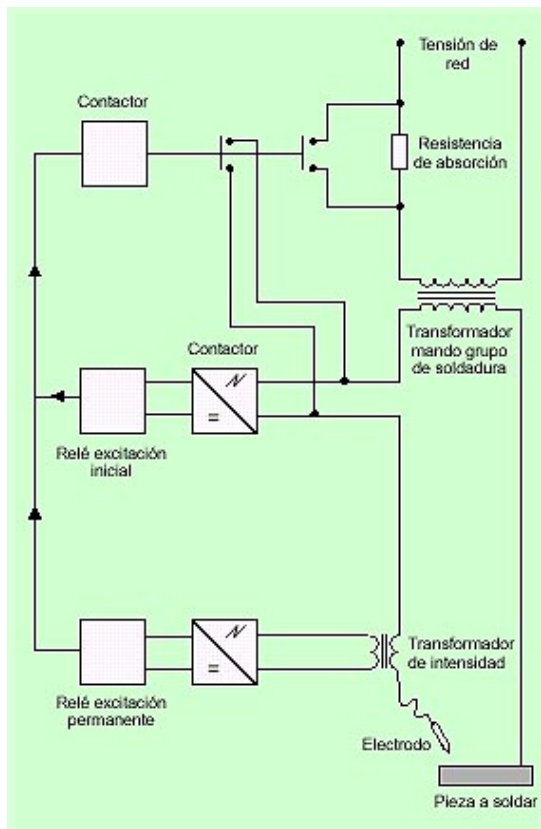 Tensión de
red
Contactor
Resistencia
de absorción
Transformador
mando grupo
de soldadura
Contactor
N
=
Relé excitación
inicial
N
=
Transformador
de intensidad
Relé excitación
permanente
Electrodo
Pieza a soldar